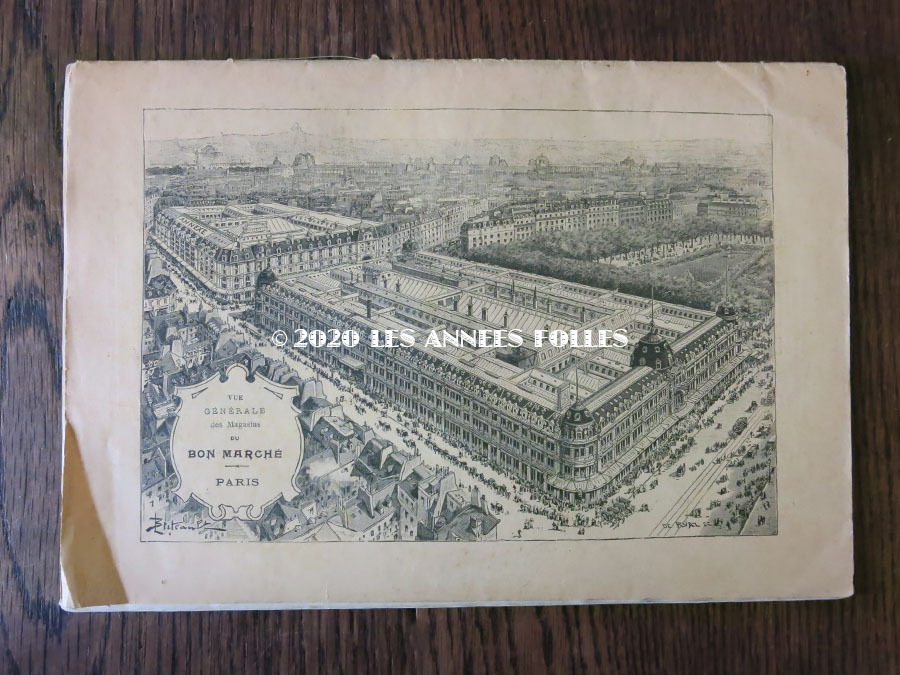 © 2020 LES ANNEES FOLLES
VUE
GÉNÉRALE
des Magasins
DU
BON MARCHÉ
PARIS